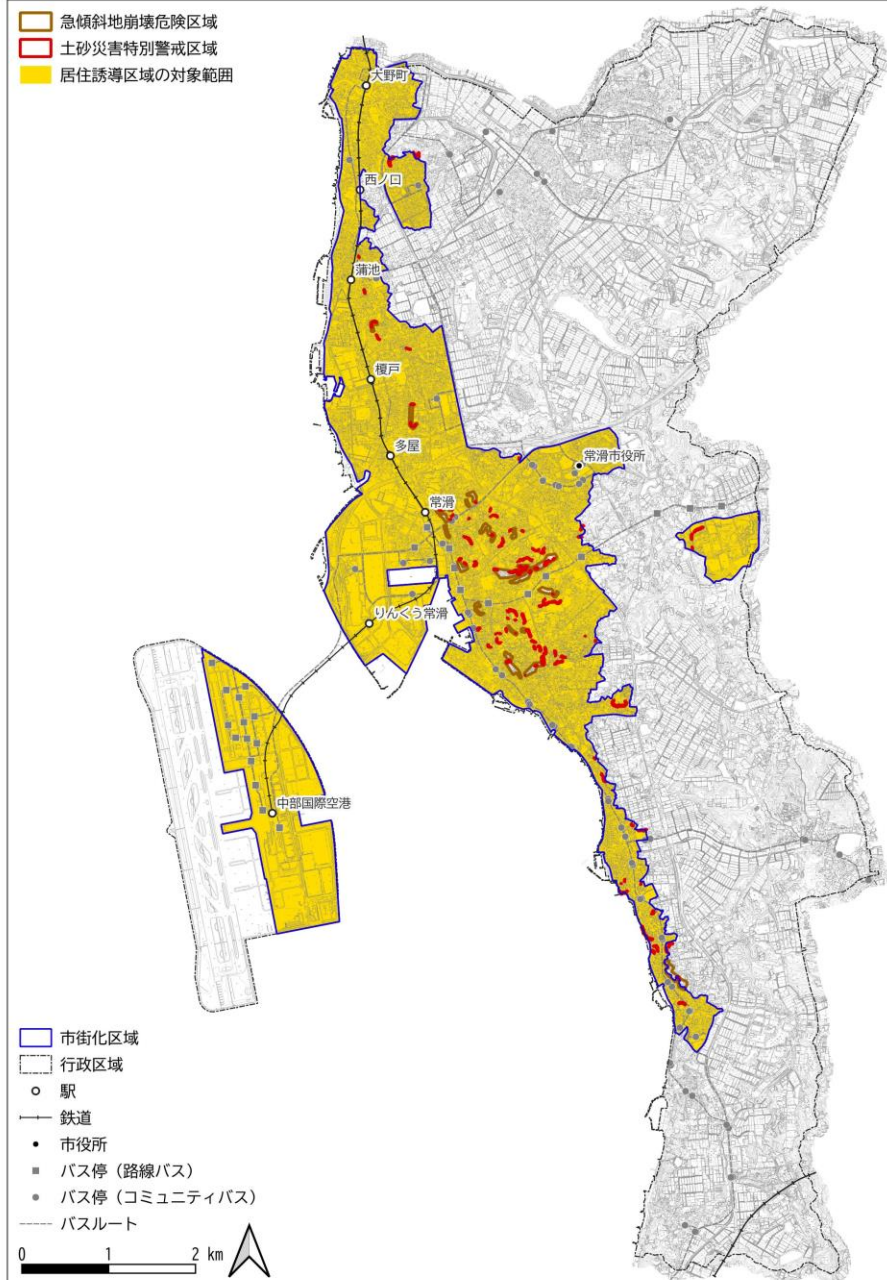 急傾斜地崩壊危険区域
土砂災害特別警戒区域
居住誘導区域の対象範囲
大野町
西ノ口
蒲池
榎戸
多屋
常滑市役所
常滑
りんくう常滑
中部国際空港
市街化区域
行政区域
駅
鉄道
市役所
バス停（路線バス）
バス停（コミュニティバス）
バスルート
0 1 2 km